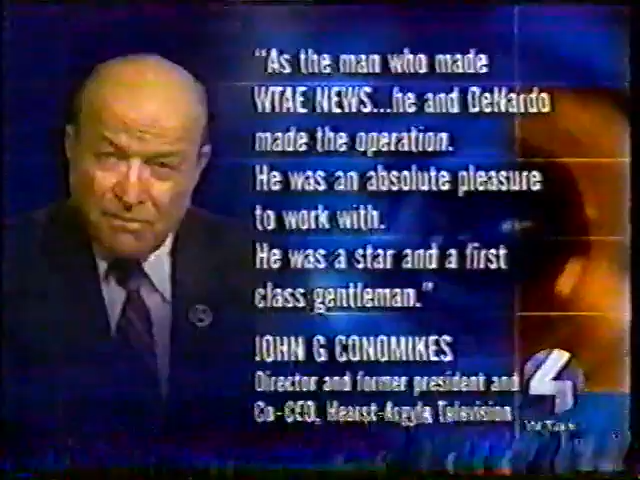 "As the man who made
WTAE NEWS...he and DeNardo
made the operation.
He was an absolute pleasure
to work with.
He was a star and a first
class gentleman."
JOHN G CONOMIKES
Director and former president and
Co-CEO, Hearst-Argyle Television
4
WTAE